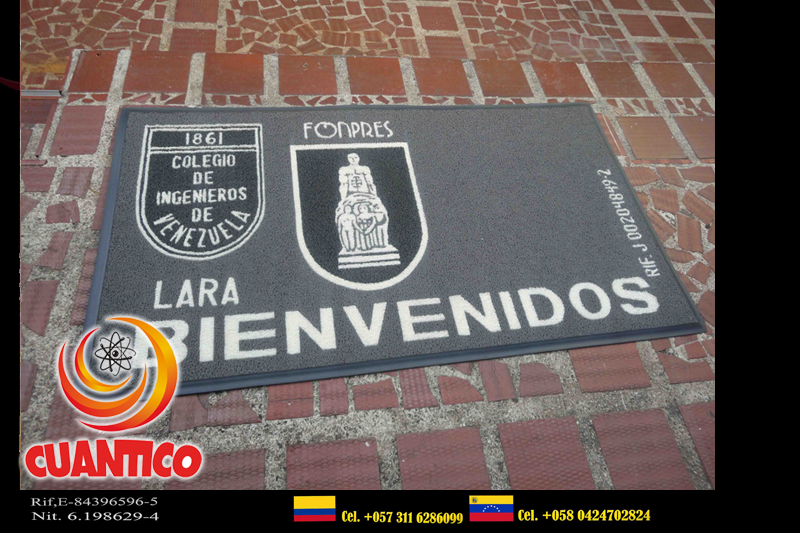 1861
COLEGIO
DE
INGENIEROS
DE
VENEZUELA
FONPRES
RIF. J 00204849-2
LARA
BIENVENIDOS
CUANTICO
Rif,E-84396596-5
Nit. 6.198629-4
Cel. +057 311 6286099
Cel. +058 0424702824